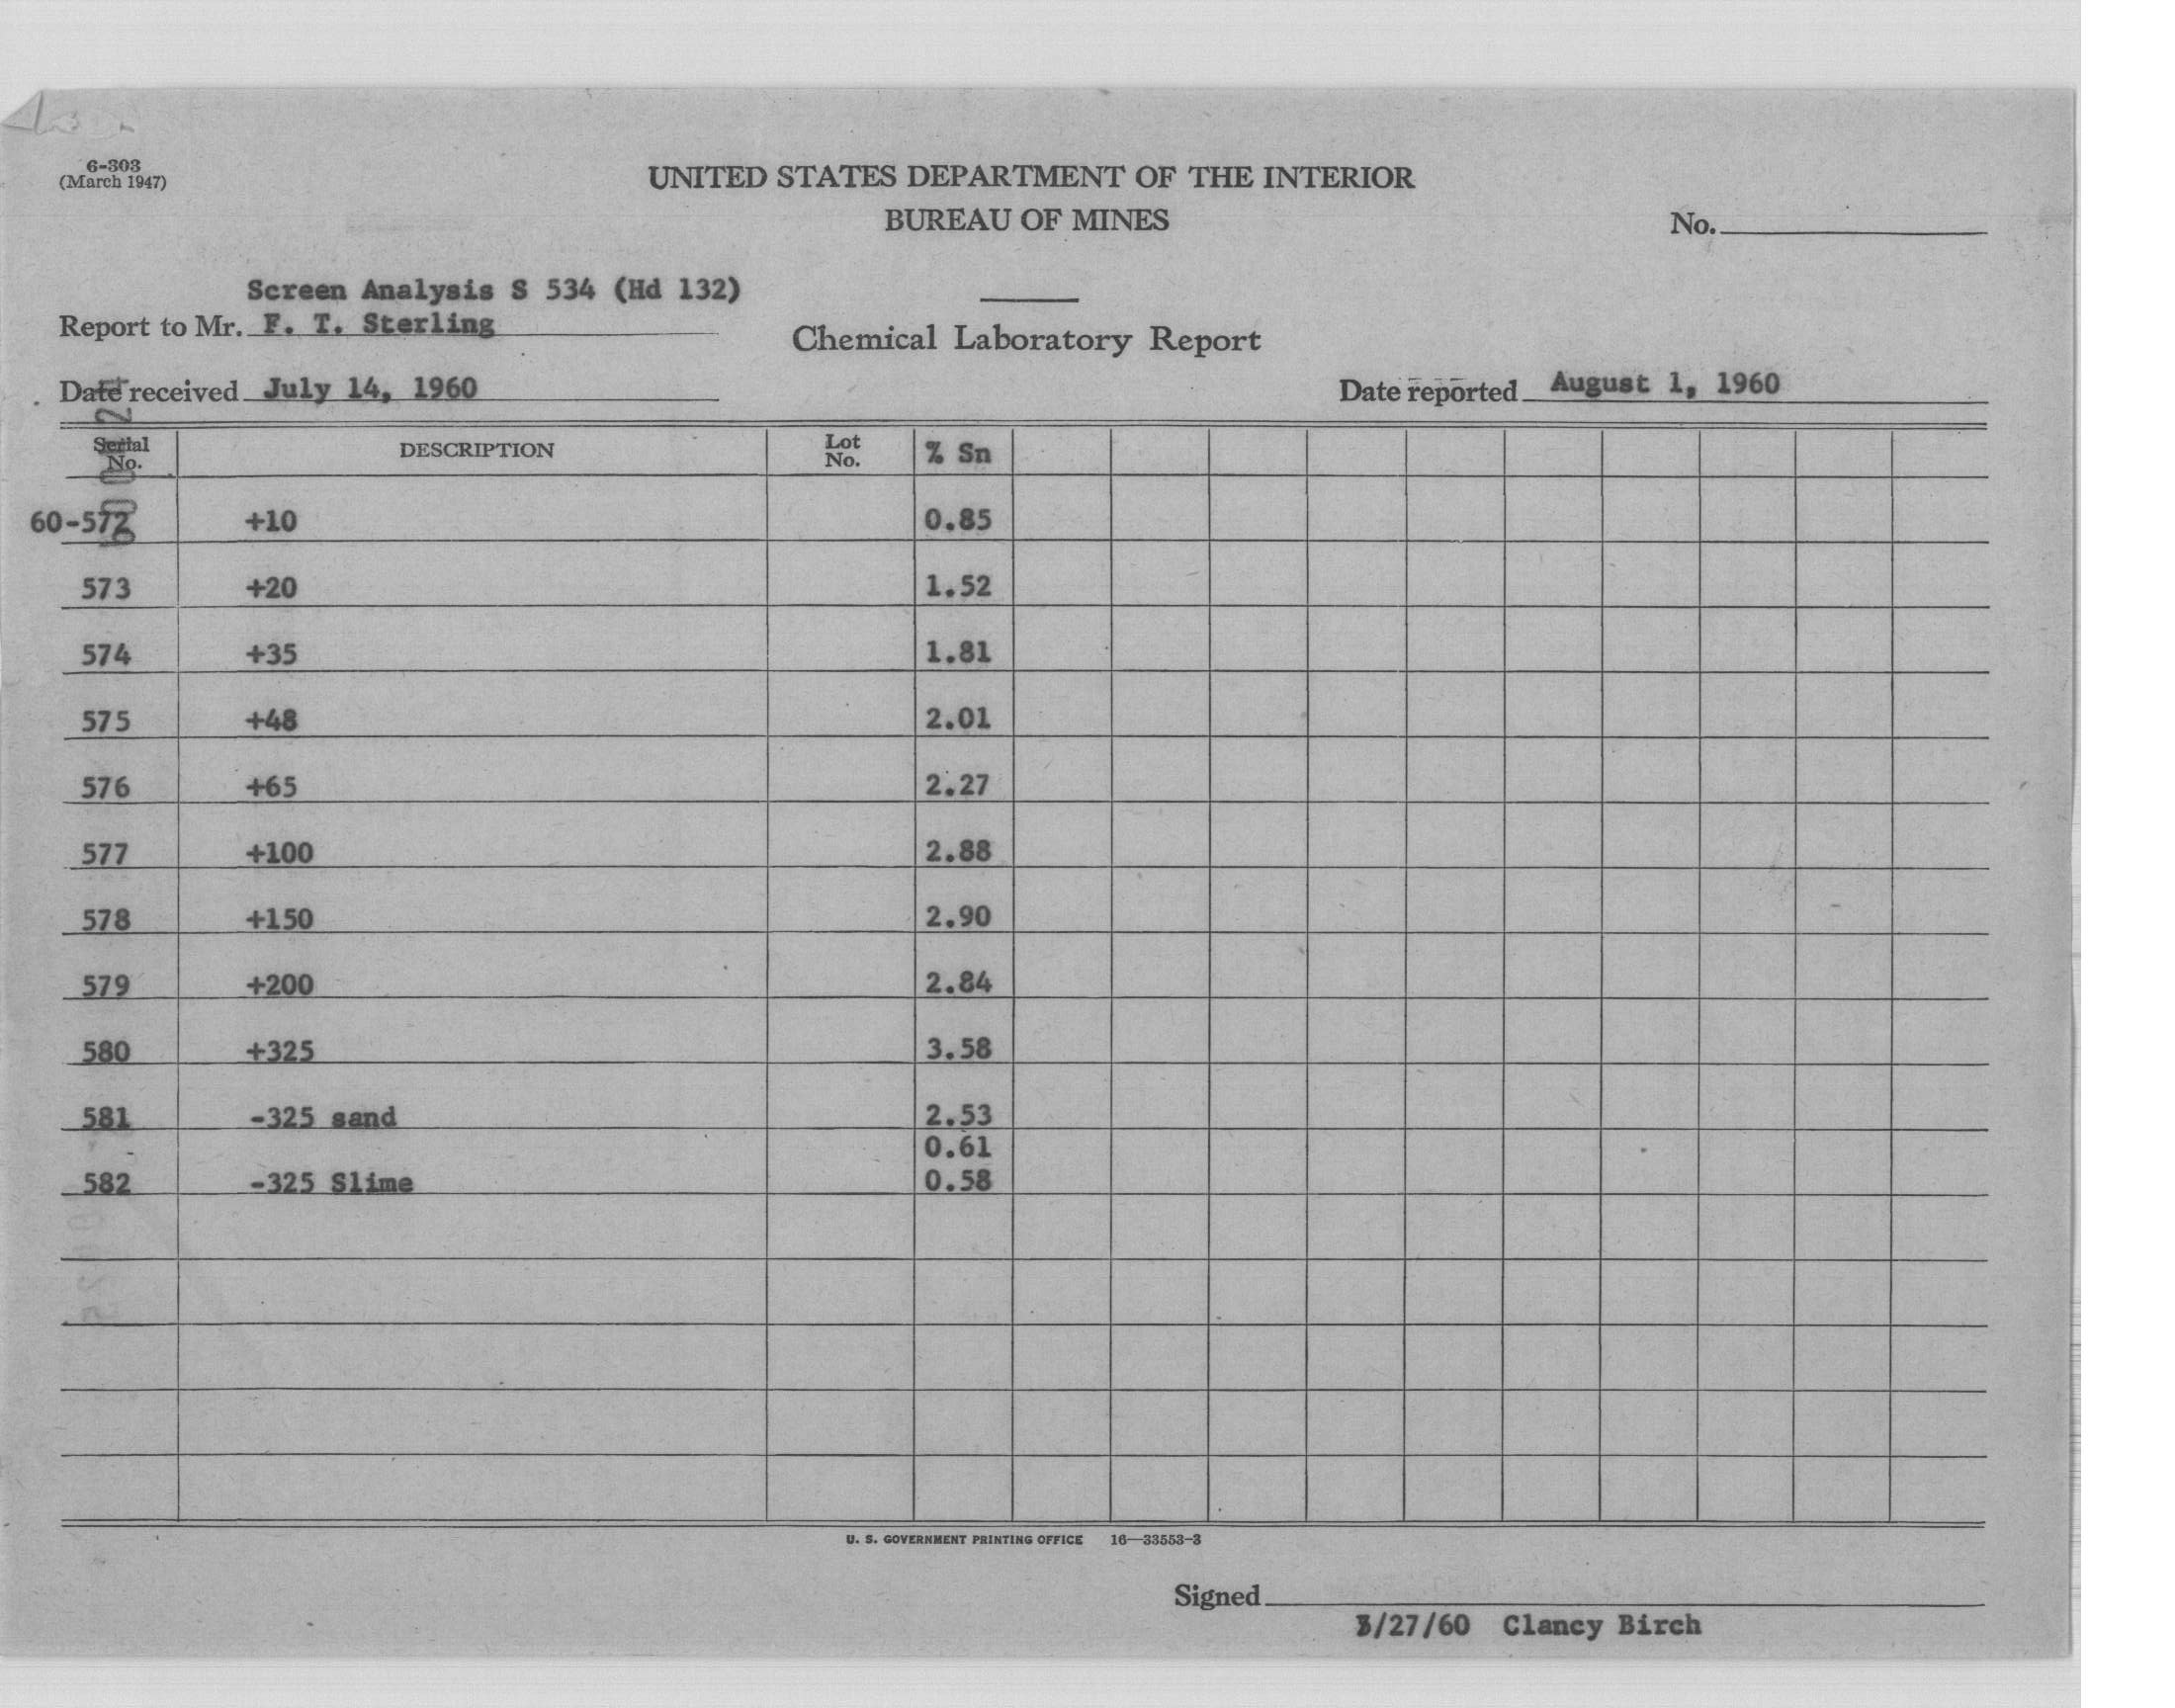 6-303
(March 1947)
UNITED STATES DEPARTMENT OF THE INTERIOR
BUREAU OF MINES
No.
Screen Analysis S 534 (Hd 132)
Report to Mr. F. T. Sterling
Chemical Laboratory Report
Date received July 14, 1960
Date reported August 1, 1960
Serial No. DESCRIPTION Lot No. % Sn
60-572 +10 0.85
573 +20 1.52
574 +35 1.81
575 +48 2.01
576 +65 2.27
577 +100 2.88
578 +150 2.90
579 +200 2.84
580 +325 3.58
581 -325 sand 2.53
0.61
582 -325 Slime 0.58
U. S. GOVERNMENT PRINTING OFFICE 16—33553-3
Signed
/27/60 Clancy Birch